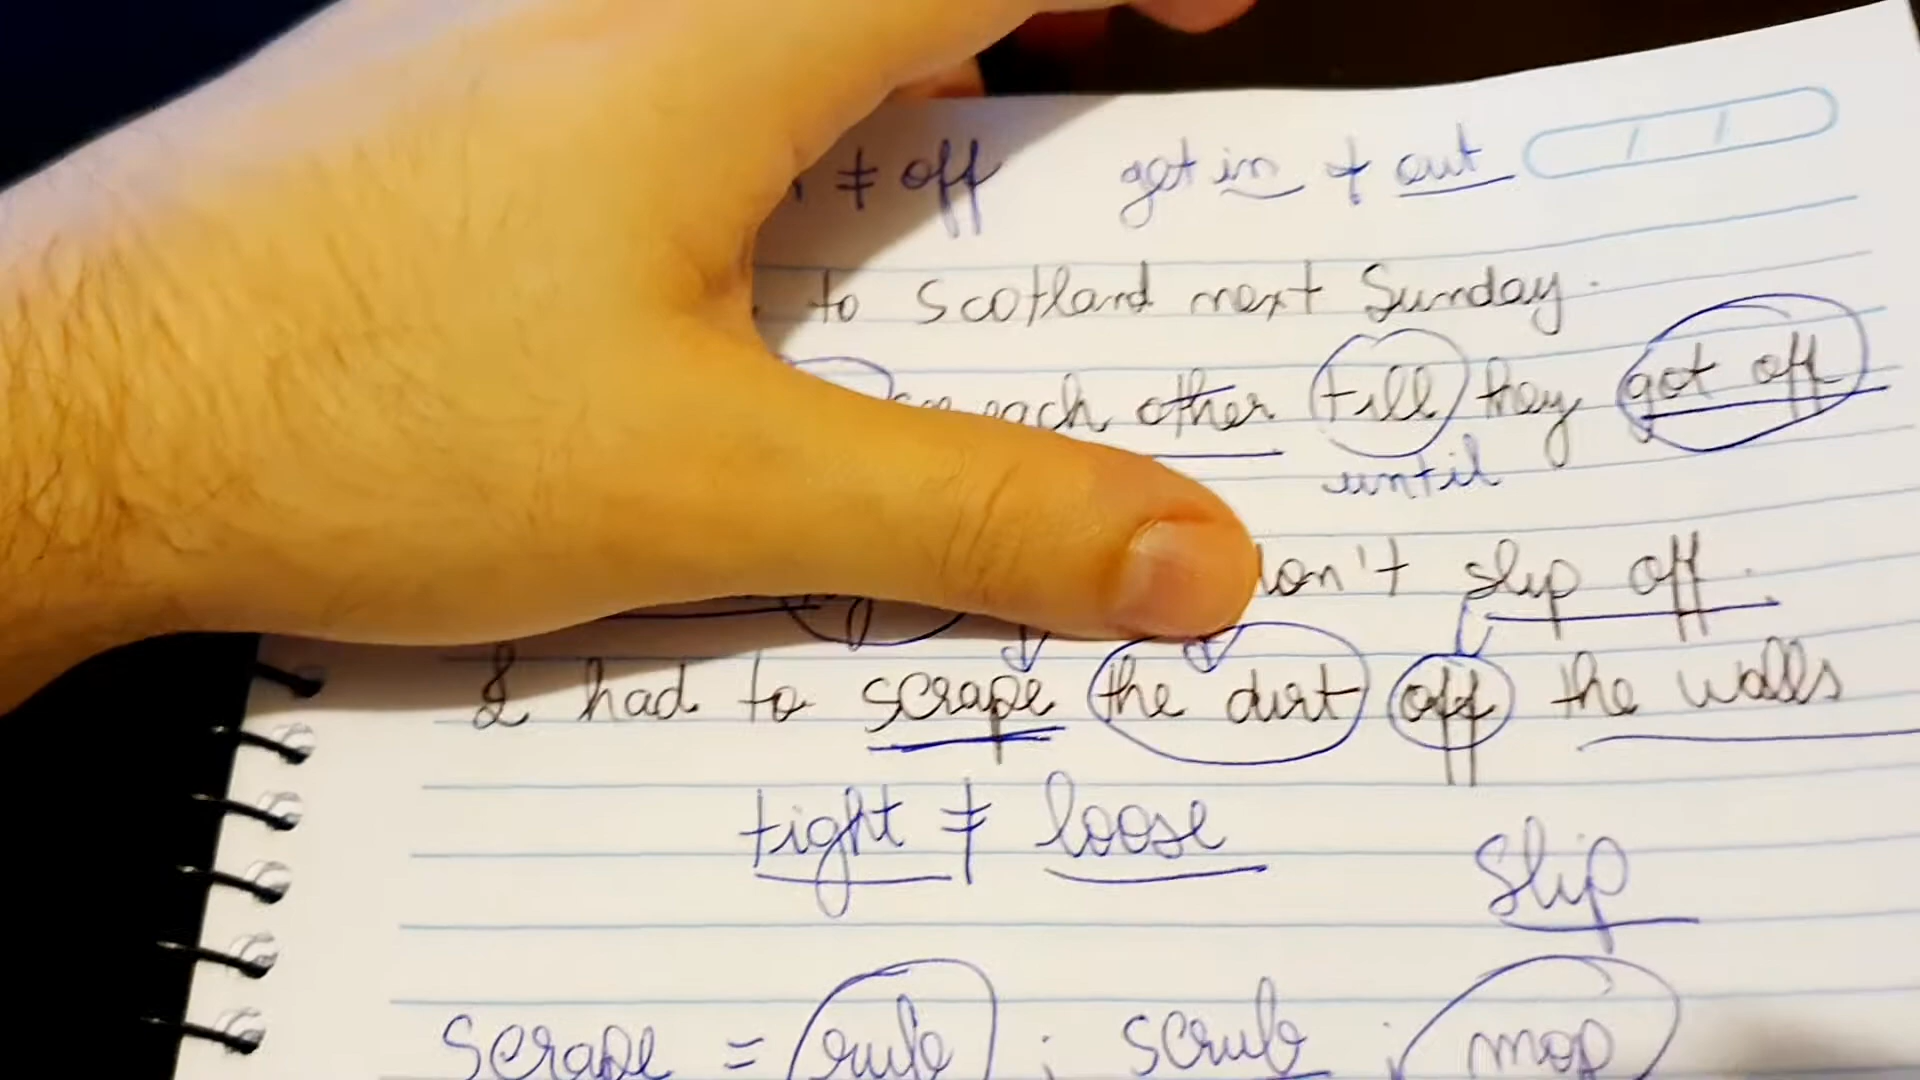 ≠ off get in ≠ out
to Scotland next Sunday.
each other till they got off
until
don't slip off.
I had to scrape the dirt off the walls
tight ≠ loose
slip
scrape = rub ; scrub ; mop